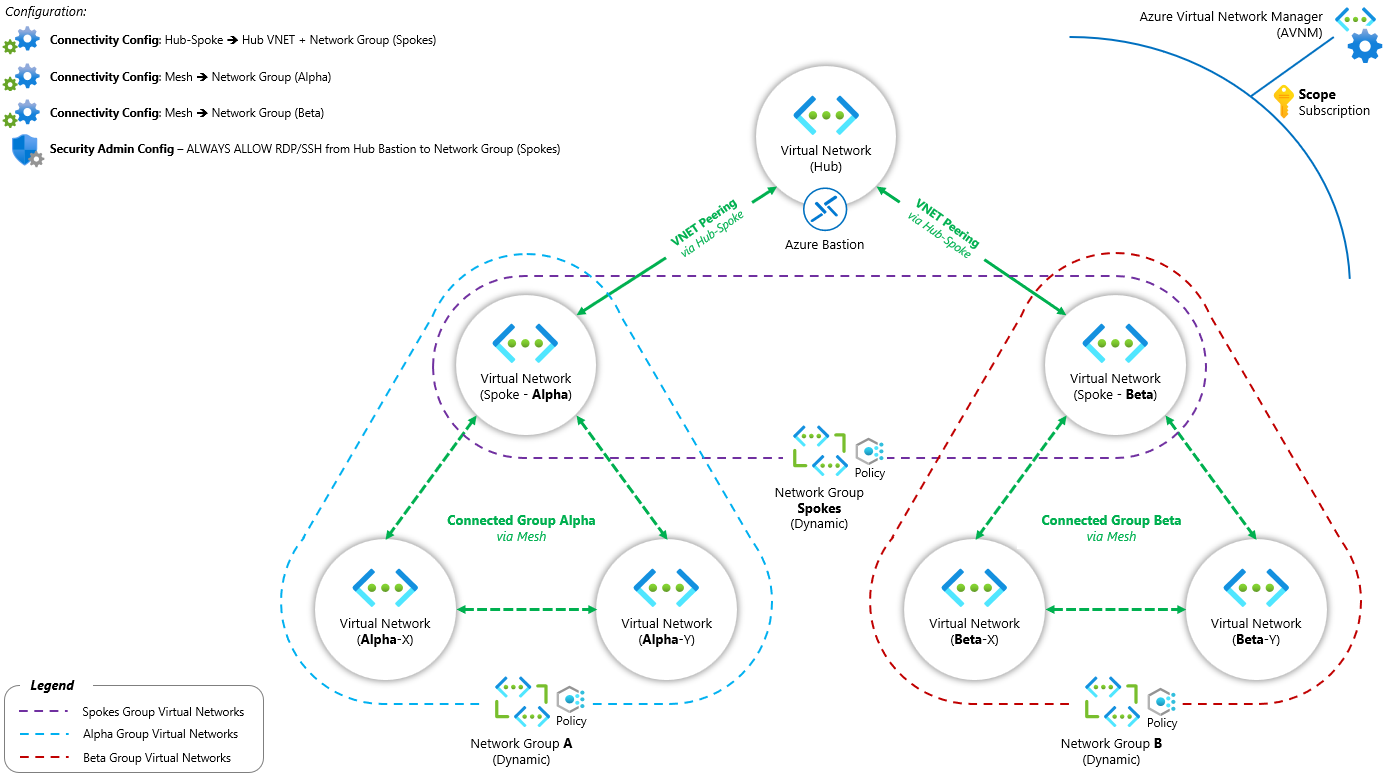 Configuration:
Connectivity Config: Hub-Spoke ➔ Hub VNET + Network Group (Spokes)
Connectivity Config: Mesh ➔ Network Group (Alpha)
Connectivity Config: Mesh ➔ Network Group (Beta)
Security Admin Config – ALWAYS ALLOW RDP/SSH from Hub Bastion to Network Group (Spokes)
Azure Virtual Network Manager
(AVNM)
Scope
Subscription
Virtual Network
(Hub)
Azure Bastion
VNET Peering
via Hub-Spoke
VNET Peering
via Hub-Spoke
Virtual Network
(Spoke - Alpha)
Virtual Network
(Spoke - Beta)
Policy
Network Group
Spokes
(Dynamic)
Connected Group Alpha
via Mesh
Connected Group Beta
via Mesh
Virtual Network
(Alpha-X)
Virtual Network
(Alpha-Y)
Virtual Network
(Beta-X)
Virtual Network
(Beta-Y)
Policy
Network Group A
(Dynamic)
Policy
Network Group B
(Dynamic)
Legend
Spokes Group Virtual Networks
Alpha Group Virtual Networks
Beta Group Virtual Networks